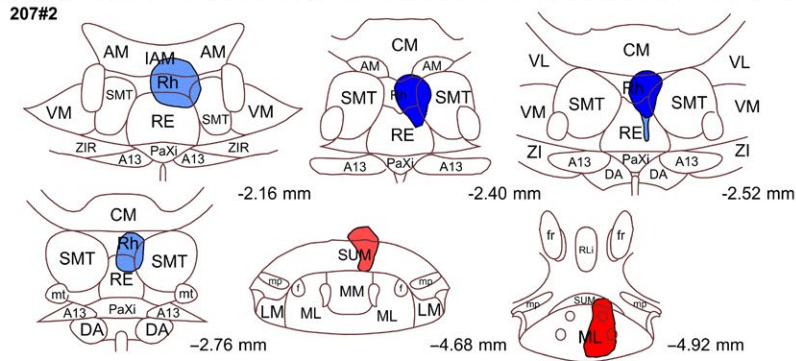 207#2
AM IAM AM
Rh
SMT
VM RE SMT VM
ZIR PaXi ZIR
A13 A13
-2.16 mm
CM
AM AM
Rh
SMT SMT
RE
PaXi
A13 A13
-2.40 mm
VL CM VL
Rh
SMT SMT
VM VM
RE
ZI PaXi ZI
A13 A13
DA DA
-2.52 mm
CM
Rh
SMT SMT
RE
mt mt
PaXi
A13 A13
DA DA
-2.76 mm
SUM
mp f MM f mp
LM ML ML LM
-4.68 mm
fr fr
RLi
mp SUM mp
ML
-4.92 mm